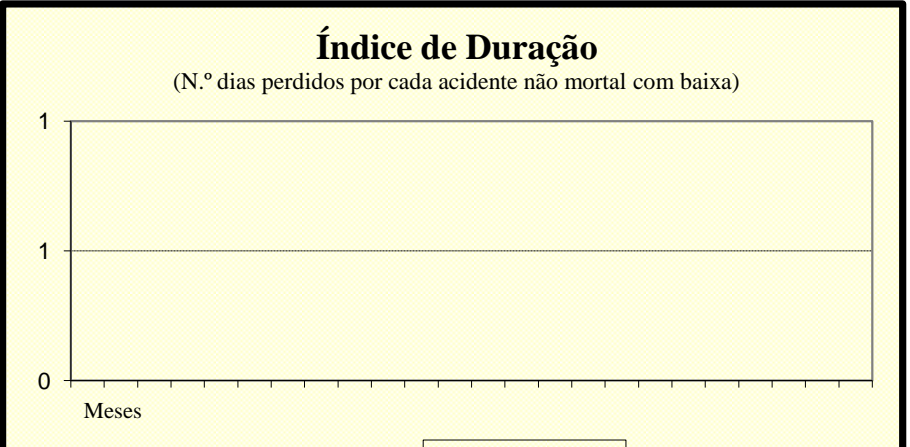 Índice de Duração
(N.º dias perdidos por cada acidente não mortal com baixa)
1
1
0
Meses